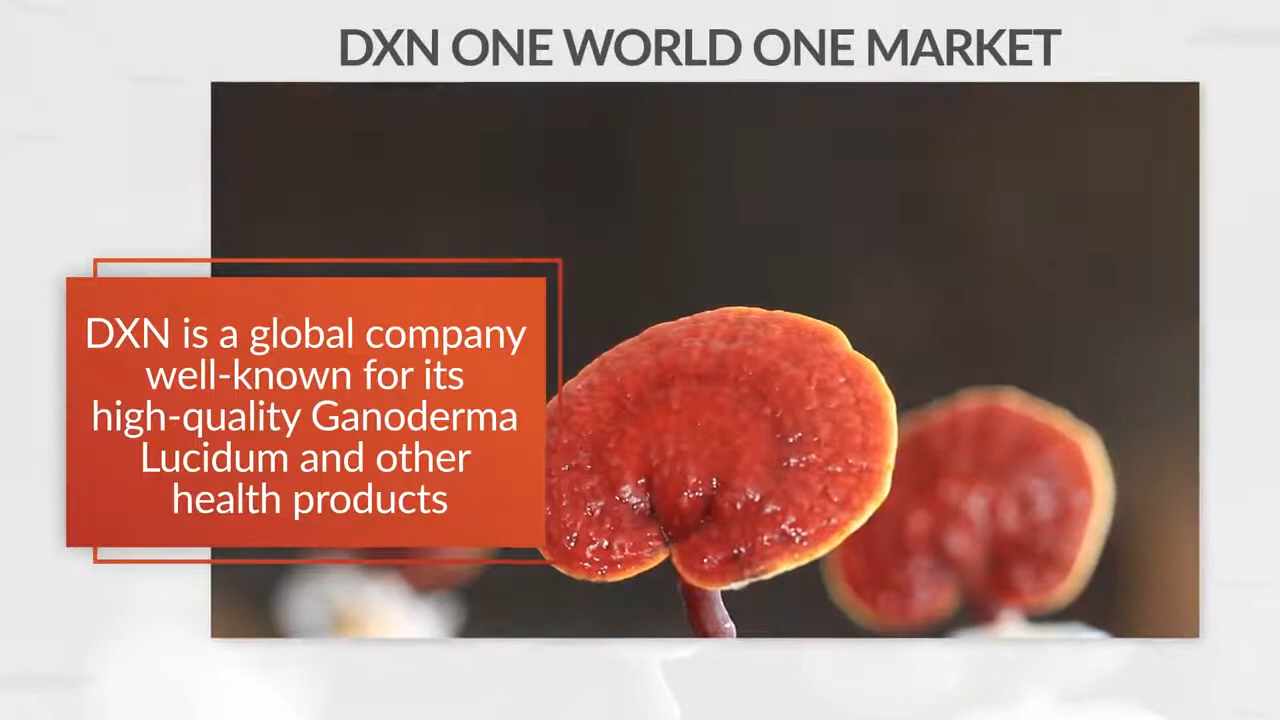 DXN ONE WORLD ONE MARKET
DXN is a global company
well-known for its
high-quality Ganoderma
Lucidum and other
health products